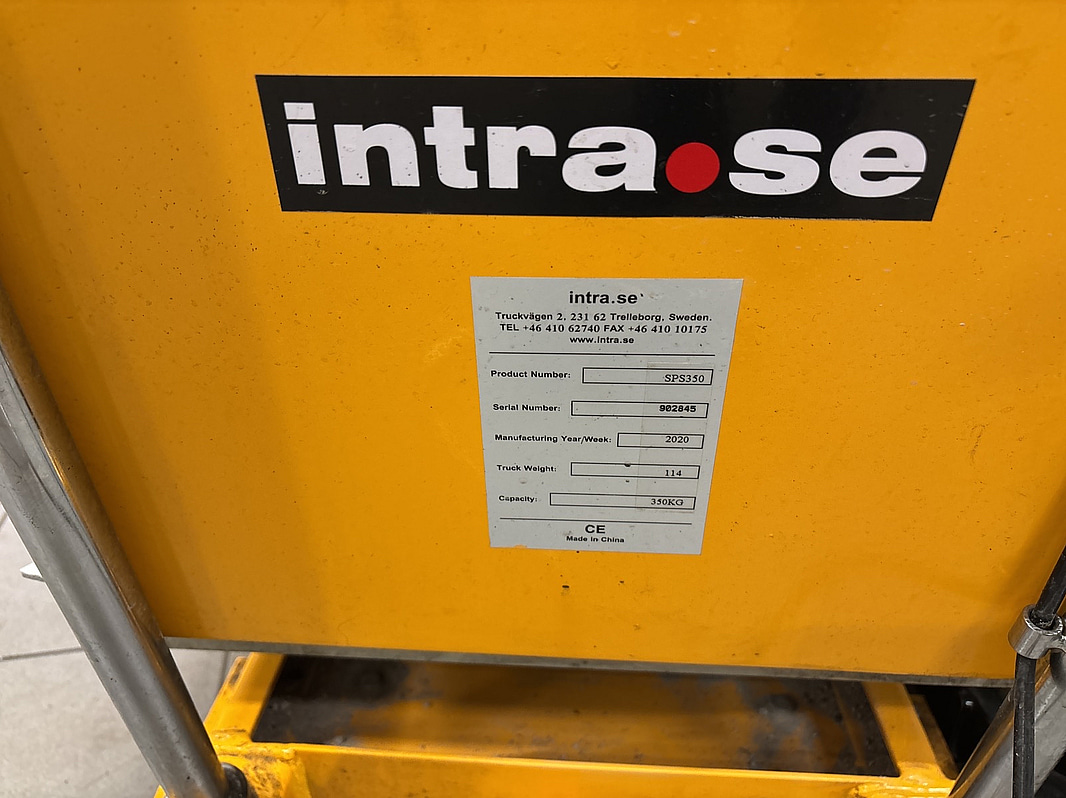 intra.se
intra.se
Truckvägen 2, 231 62 Trelleborg, Sweden.
TEL +46 410 62740 FAX +46 410 10175
www.intra.se
Product Number: SPS350
Serial Number: 902845
Manufacturing Year/Week: 2020
Truck Weight: 114
Capacity: 350KG
CE
Made in China